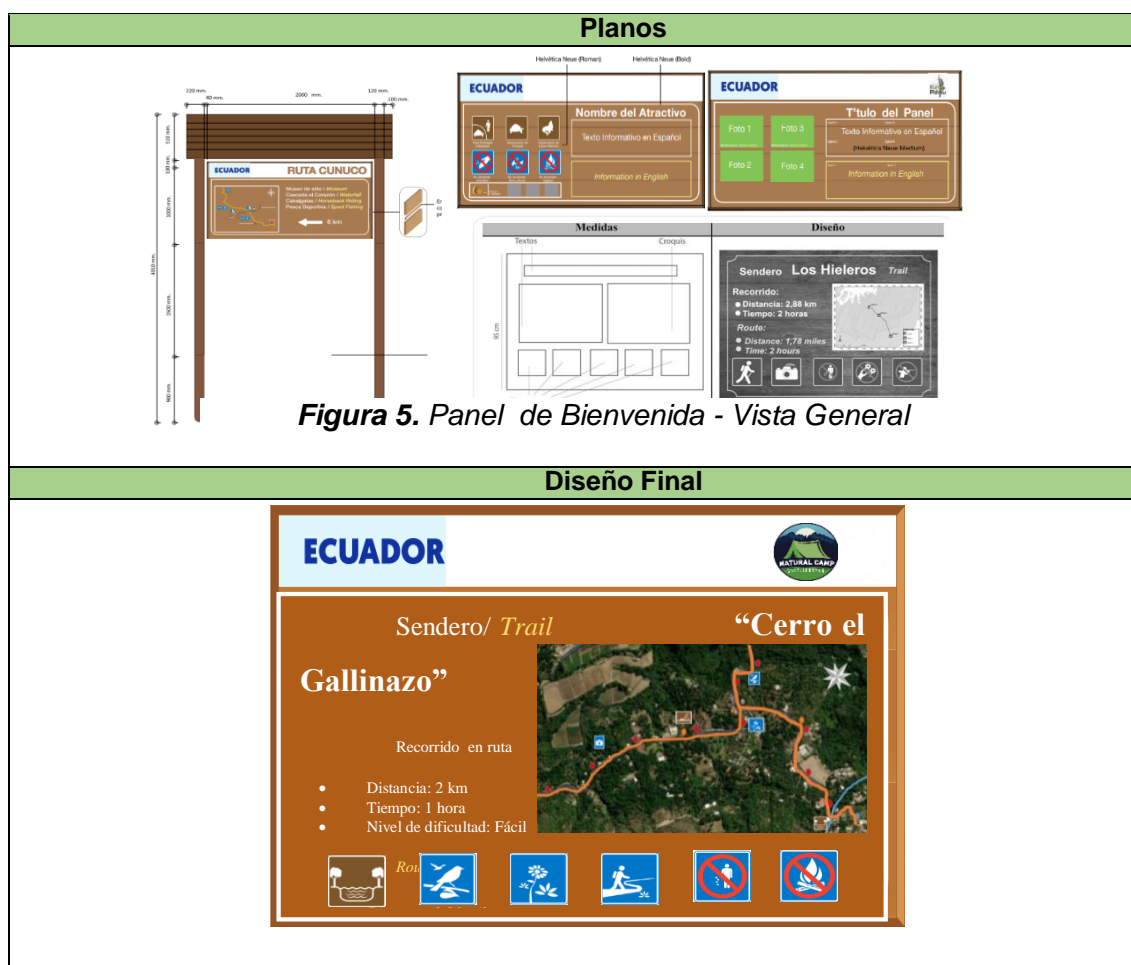 Planos
Helvética Neue (Roman)
Helvética Neue (Bold)
220 mm.
40 mm.
2000 mm.
120 mm.
100 mm.
ECUADOR
RUTA CUNUCO
Museo de sitio / Museum
Cascada el Corazón / Waterfall
Cabalgatas / Horseback Riding
Pesca Deportiva / Sport Fishing
6 km
ECUADOR
Nombre del Atractivo
Texto Informativo en Español
Information in English
ECUADOR
T'tulo del Panel
Foto 1
Foto 3
Foto 2
Foto 4
Texto Informativo en Español
(Helvética Neue Medium)
Information in English
Medidas
Diseño
Textos
Croquis
95 cm
Sendero Los Hieleros Trail
Recorrido:
Distancia: 2,88 km
Tiempo: 2 horas
Route:
Distance: 1,78 miles
Time: 2 hours
Figura 5. Panel de Bienvenida - Vista General
Diseño Final
ECUADOR
NATURAL CAMP
Sendero/ Trail
“Cerro el
Gallinazo”
Recorrido en ruta
Distancia: 2 km
Tiempo: 1 hora
Nivel de dificultad: Fácil